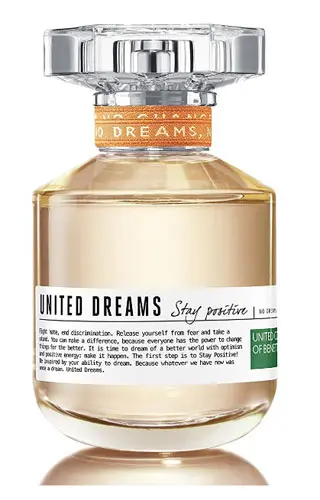 NO DREAMS,
UNITED DREAMS Stay positive | NO DREAMS
Fight hate, end discrimination. Release yourself from fear and take a
stand. You can make a difference, because everyone has the power to change
things for the better. It is time to dream of a better world with optimism
and positive energy: make it happen. The first step is to Stay Positive!
Be inspired by your ability to dream. Because whatever we have now was
once a dream. United Dreams.
UNITED C
OF BENET